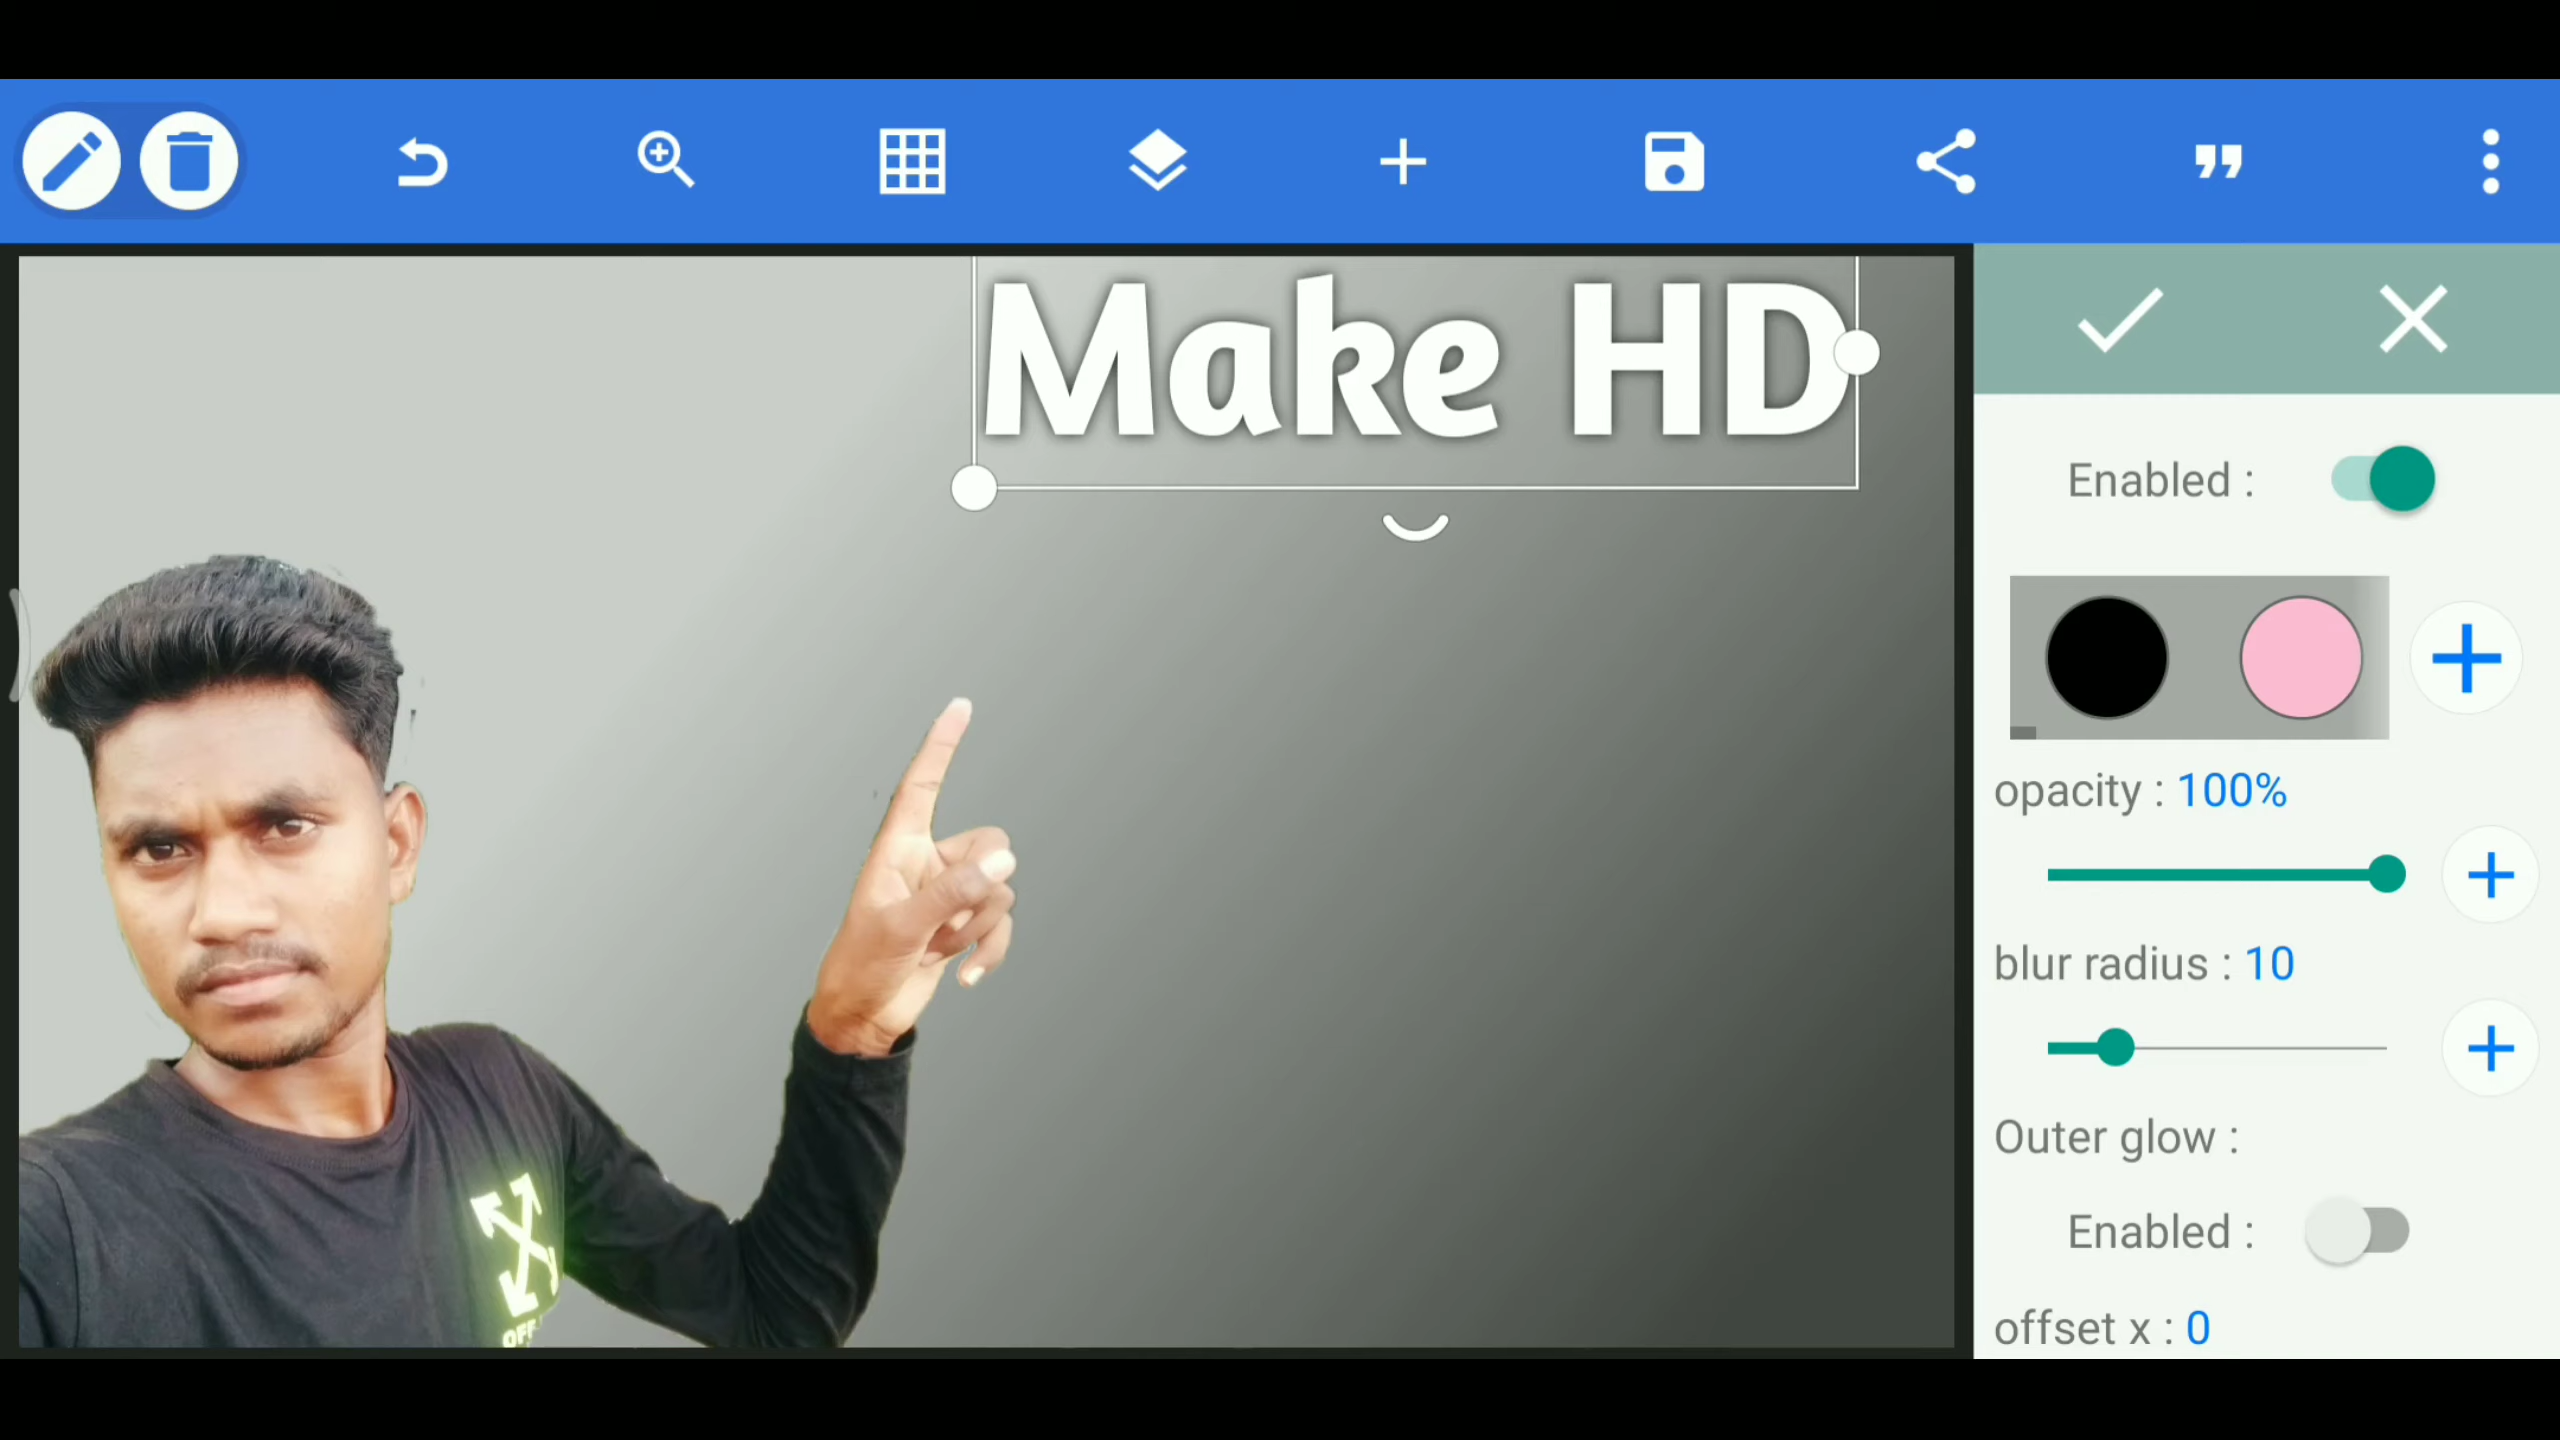 Make HD
Enabled :
opacity : 100%
blur radius : 10
Outer glow :
Enabled :
offset x : 0
OFF